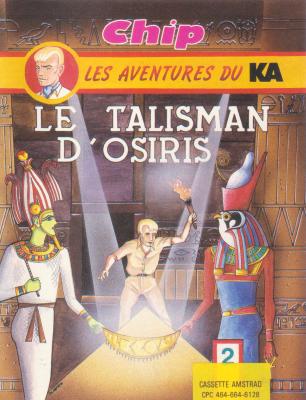 Chip
LES AVENTURES DU KA
LE TALISMAN
D'OSIRIS
2
CASSETTE AMSTRAD
CPC 464-664-6128